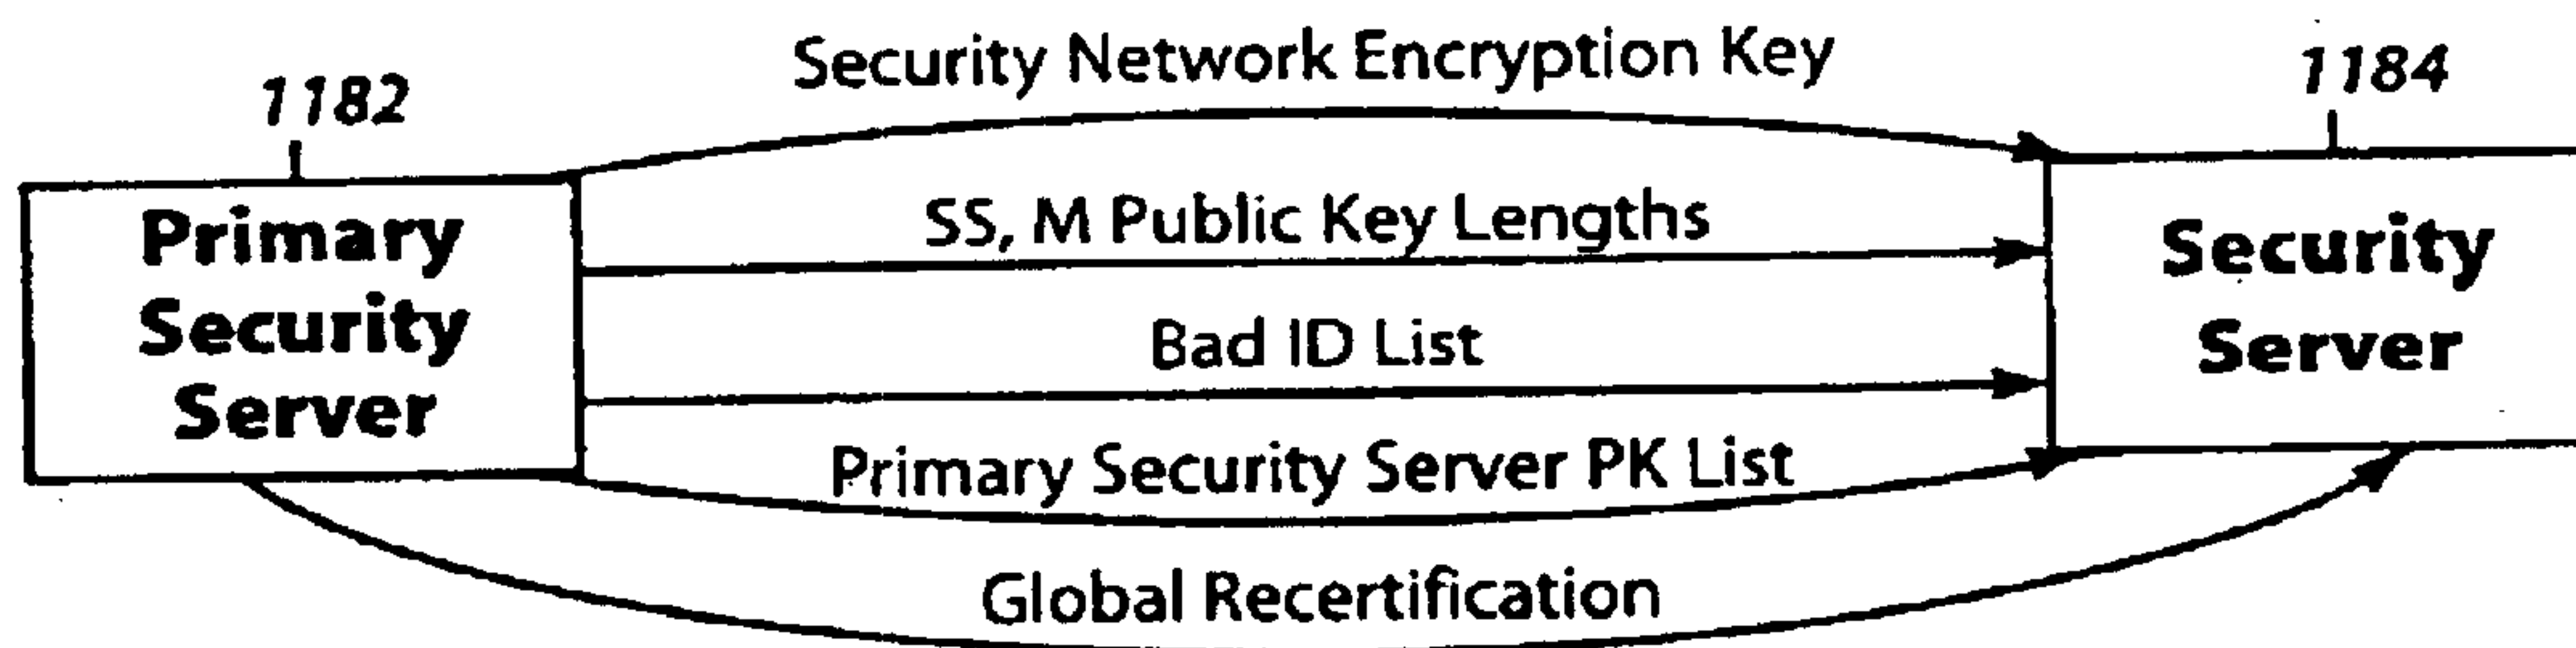 Security Network Encryption Key
1182
1184
SS, M Public Key Lengths
Primary
Security
Server
Security
Server
Bad ID List
Primary Security Server PK List
Global Recertification